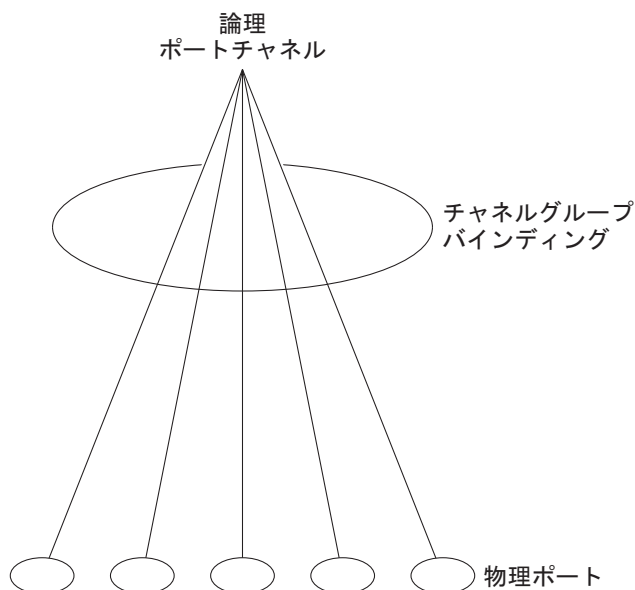 論理
ポートチャネル
チャネルグループ
バインディング
物理ポート